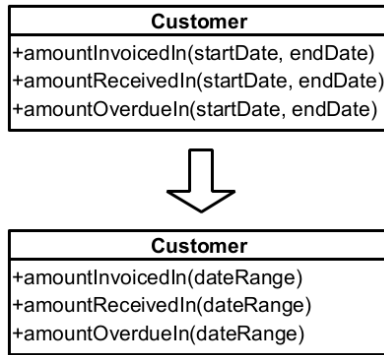 Customer
+amountInvoicedIn(startDate, endDate)
+amountReceivedIn(startDate, endDate)
+amountOverdueIn(startDate, endDate)
Customer
+amountInvoicedIn(dateRange)
+amountReceivedIn(dateRange)
+amountOverdueIn(dateRange)